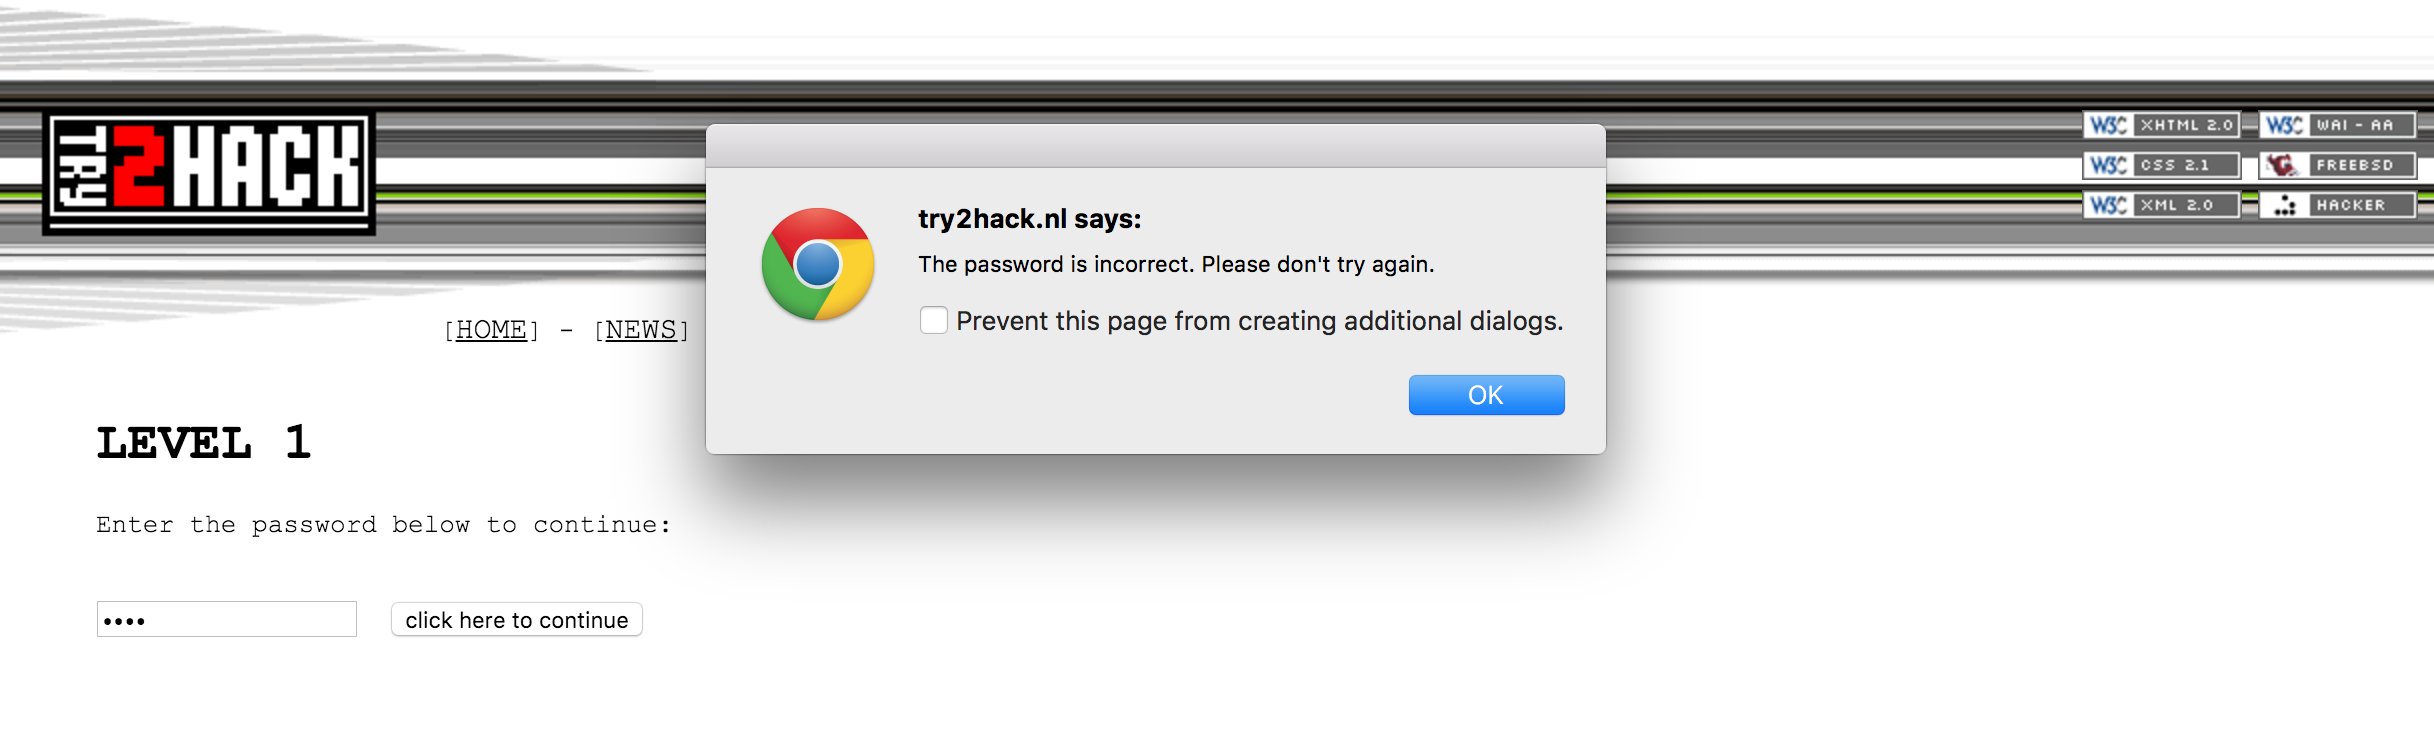 TRY2HACK
W3C XHTML 2.0
W3C WAI - AA
W3C CSS 2.1
FREEBSD
W3C XML 2.0
HACKER
try2hack.nl says:
The password is incorrect. Please don't try again.
Prevent this page from creating additional dialogs.
OK
[HOME] - [NEWS]
LEVEL 1
Enter the password below to continue:
click here to continue